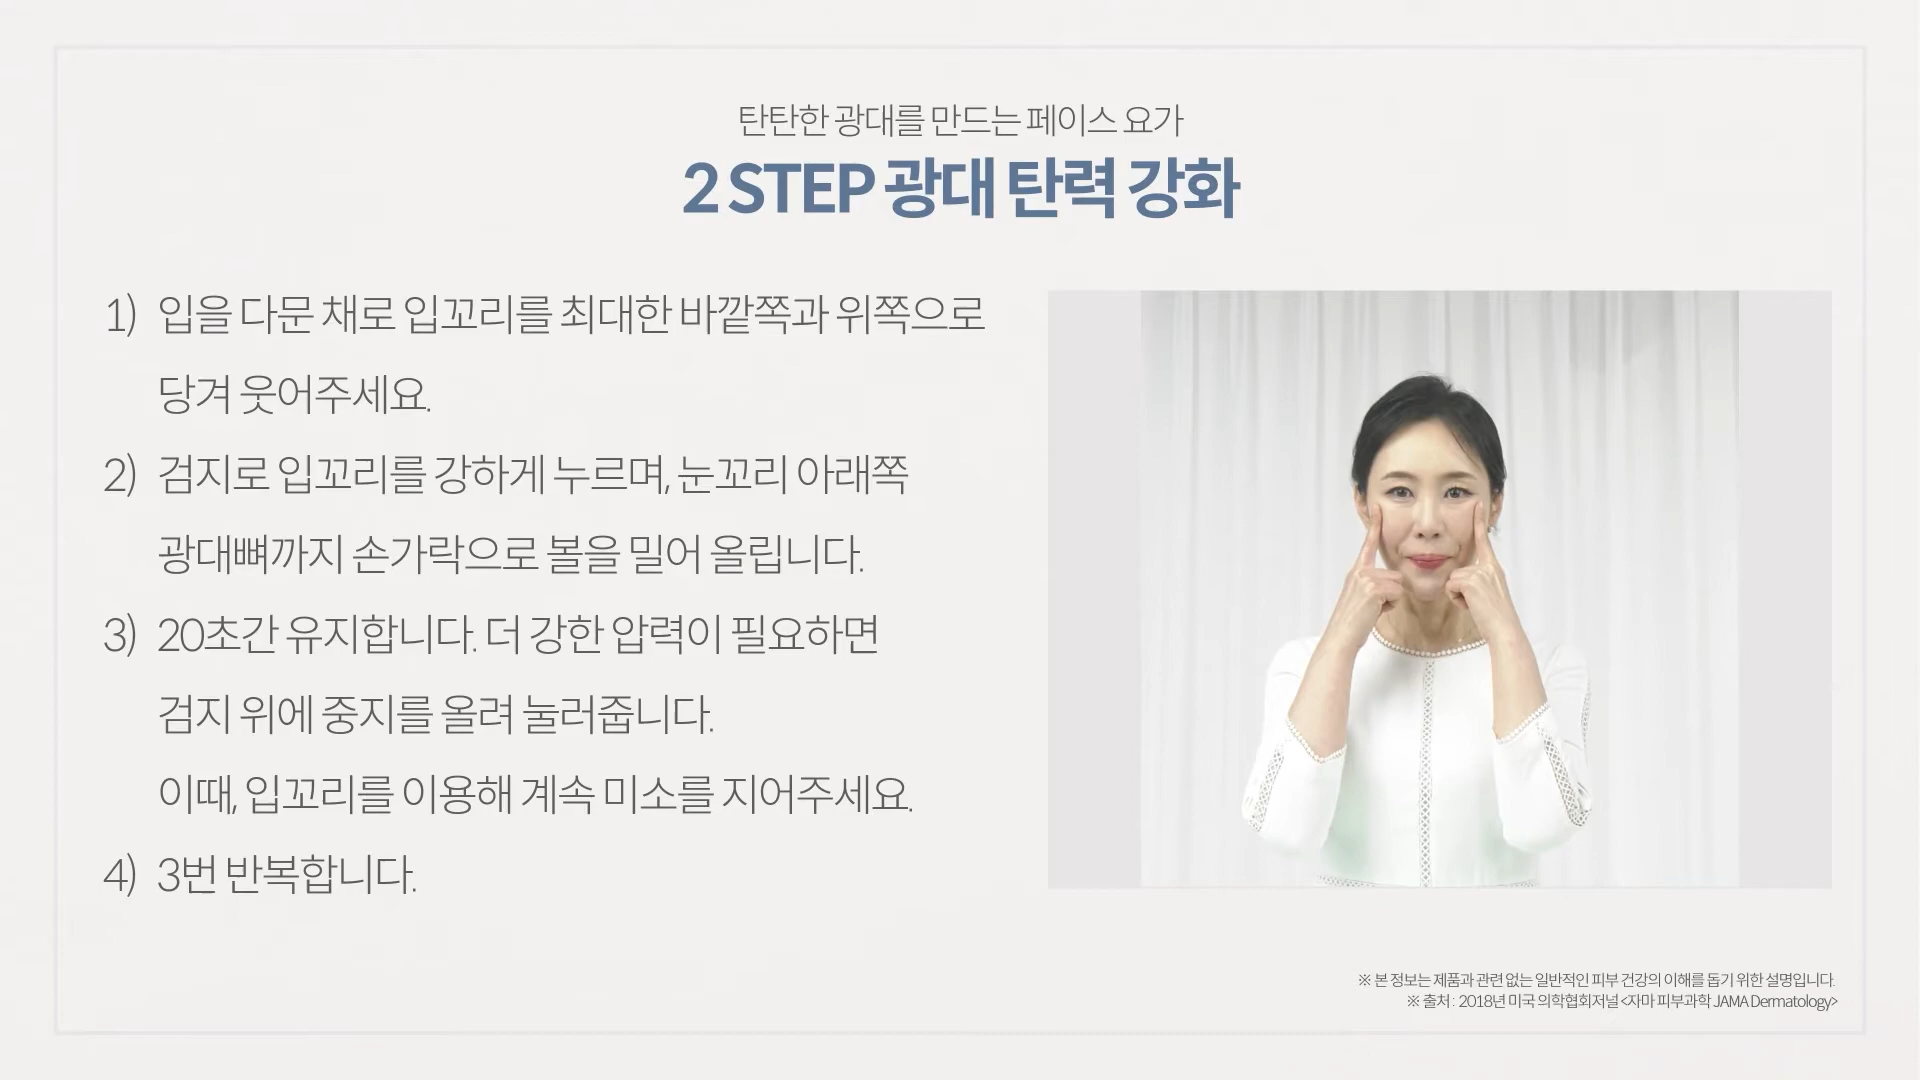 탄탄한 광대를 만드는 페이스 요가
2 STEP 광대 탄력 강화
1) 입을 다문 채로 입꼬리를 최대한 바깥쪽과 위쪽으로
당겨 웃어주세요.
2) 검지로 입꼬리를 강하게 누르며, 눈꼬리 아래쪽
광대뼈까지 손가락으로 볼을 밀어 올립니다.
3) 20초간 유지합니다. 더 강한 압력이 필요하면
검지 위에 중지를 올려 눌러줍니다.
이때, 입꼬리를 이용해 계속 미소를 지어주세요.
4) 3번 반복합니다.
※ 본 정보는 제품과 관련 없는 일반적인 피부 건강의 이해를 돕기 위한 설명입니다.
※ 출처 : 2018년 미국 의학협회저널 <자마 피부과학 JAMA Dermatology>